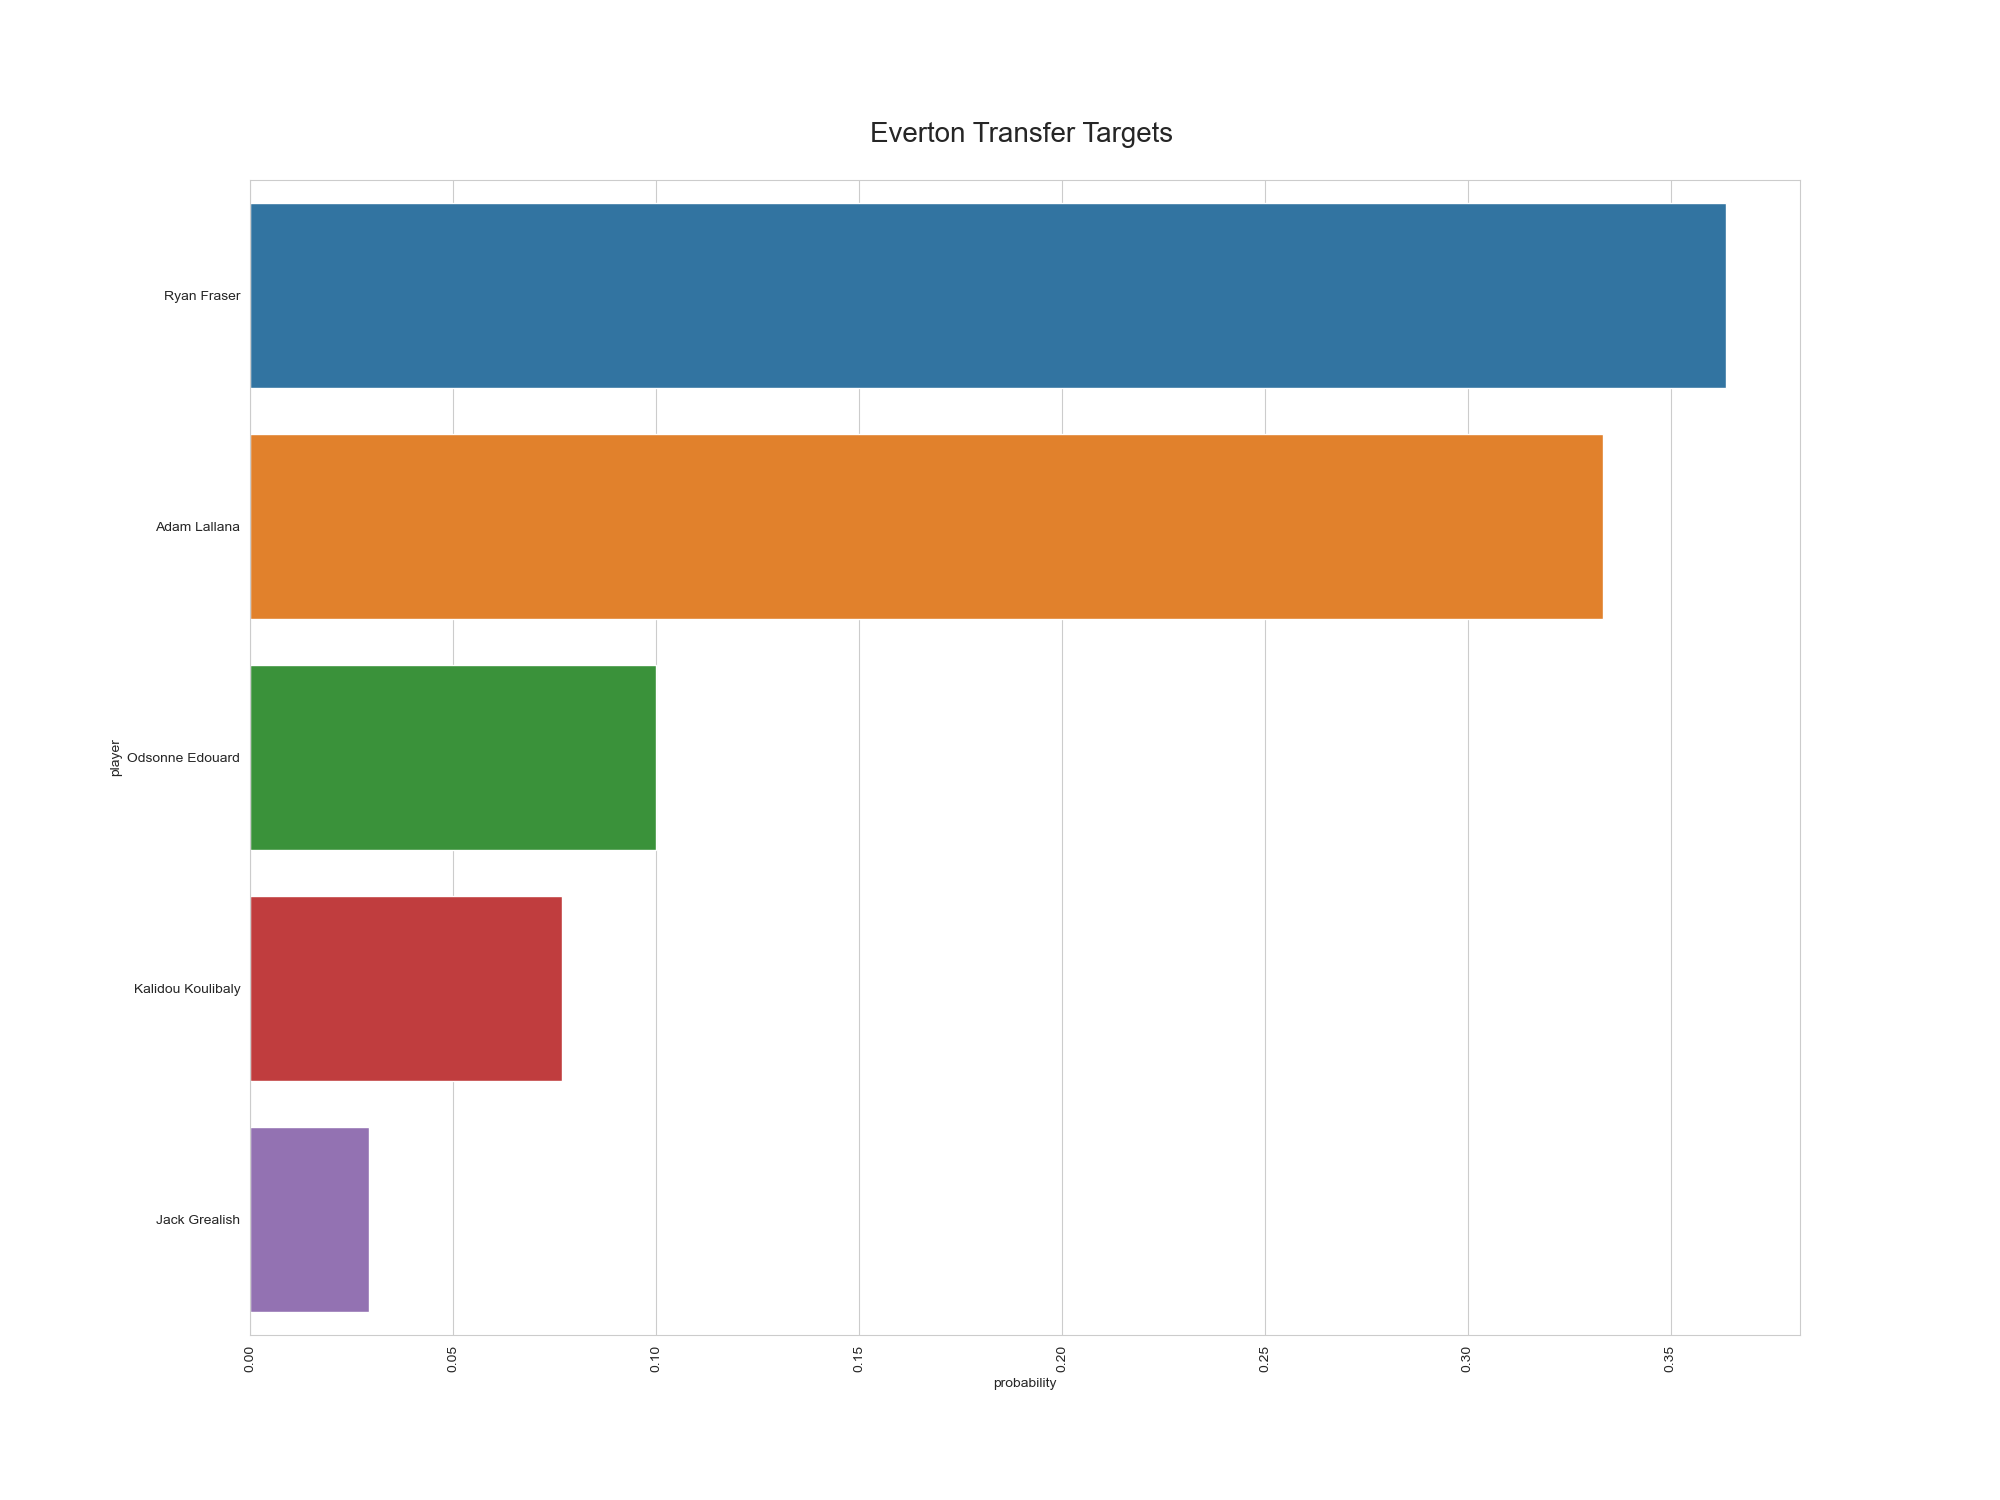 Everton Transfer Targets
Ryan Fraser
Adam Lallana
Odsonne Edouard
Kalidou Koulibaly
Jack Grealish
player
0.00
0.05
0.10
0.15
0.20
0.25
0.30
0.35
probability